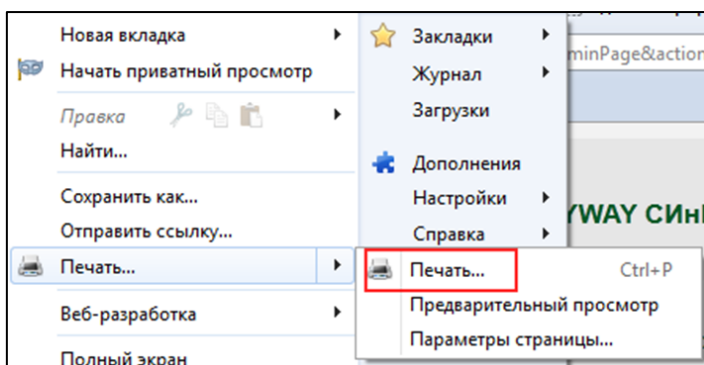 Новая вкладка
Начать приватный просмотр
Правка
Найти...
Сохранить как...
Отправить ссылку...
Печать...
Веб-разработка
Полный экран
Закладки
Журнал
Загрузки
Дополнения
Настройки
Справка
Печать... Ctrl+P
Предварительный просмотр
Параметры страницы...
minPage&action
YWAY